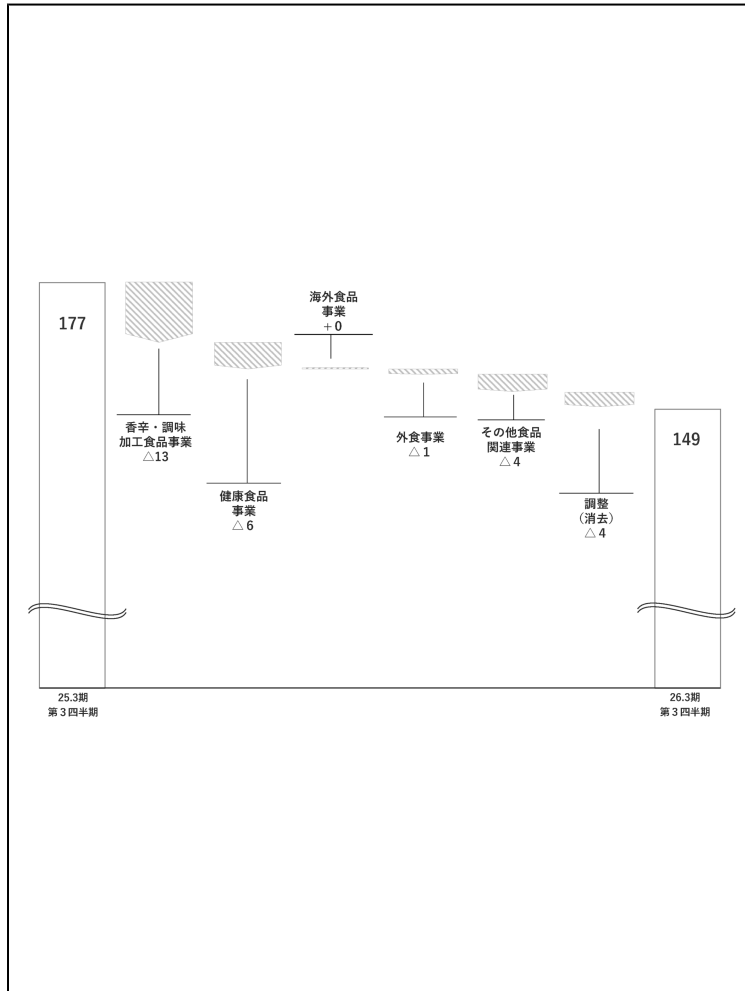 177
香辛・調味
加工食品事業
△13
健康食品
事業
△ 6
海外食品
事業
+0
外食事業
△ 1
その他食品
関連事業
△ 4
調整
（消去）
△ 4
149
25.3期
第３四半期
26.3期
第３四半期